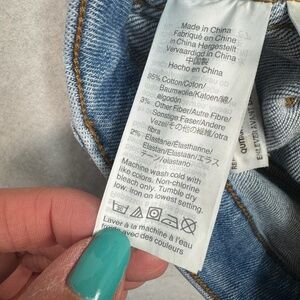 Made in China
Fabriqué en Chine
In China Hergestellt
Vervaardigd in China
中国製
Hecho en China
95% Cotton/Coton/
Baumwolle/Katoen/綿/
algodón
3% Other Fiber/Autre Fibre/
Sonstige Faser/Andere
Vezel/その他の組織/otra
fibra
2% Elastane/Élasthanne/
Elastan/Elastaan/エラス
テーン/elastano
Machine wash cold with
like colors. Non-chlorine
bleach only. Tumble dry
low. Iron on lowest setting.
Laver à la machine à l'eau
froide avec des couleurs